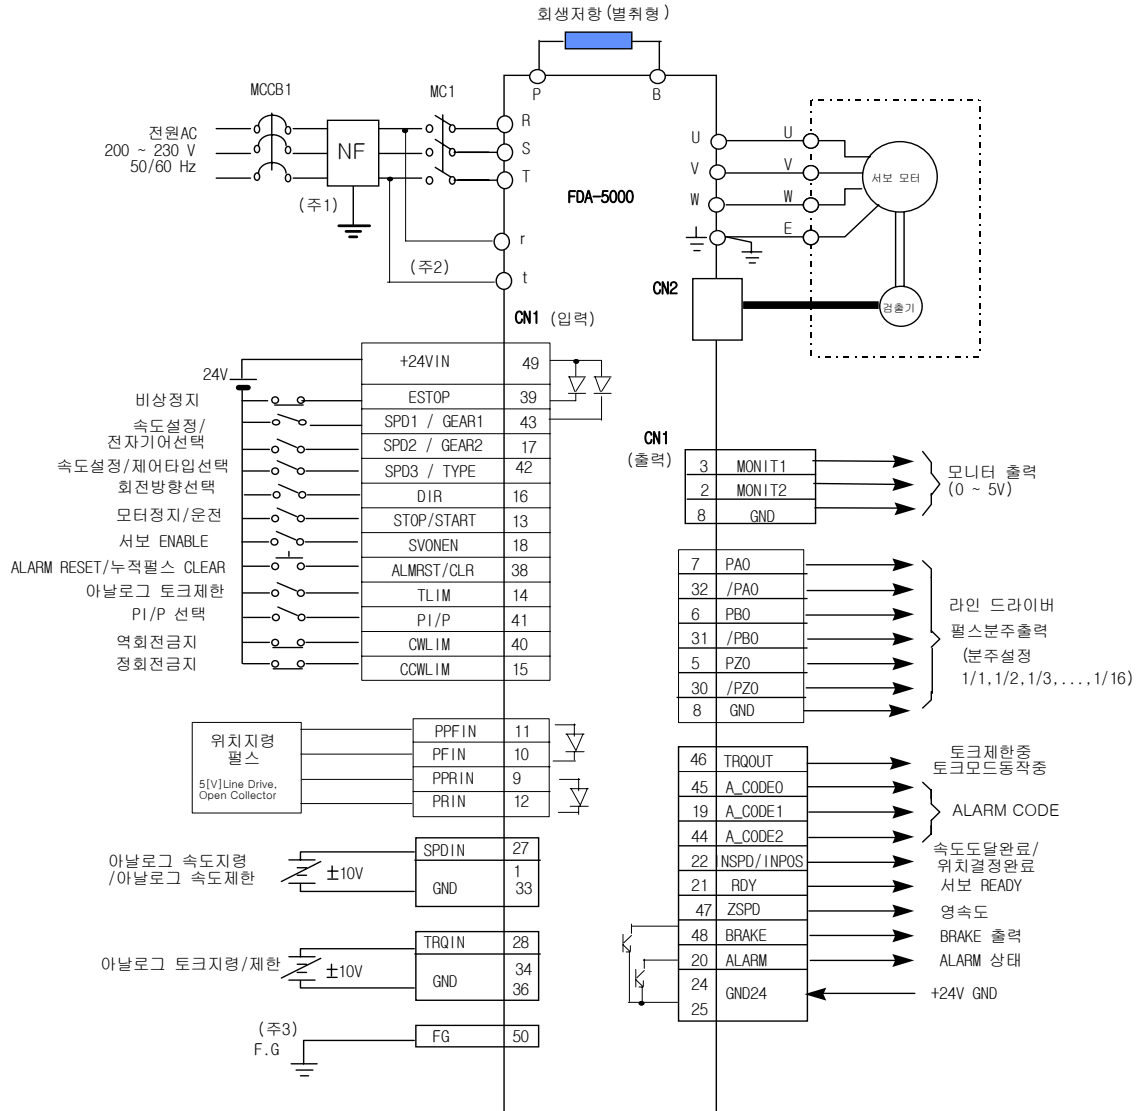 회생저항 (별취형)
P
B
MCCB1
MC1
전원AC
200 ~ 230 V
50/60 Hz
NF
(주1)
(주2)
R
S
T
r
t
FDA-5000
U
V
W
U
V
W
E
서보 모터
검출기
CN2
CN1 (입력)
24V
+24VIN 49
비상정지 ESTOP 39
속도설정/
전자기어선택
SPD1 / GEAR1 43
SPD2 / GEAR2 17
속도설정/제어타입선택 SPD3 / TYPE 42
회전방향선택 DIR 16
모터정지/운전 STOP/START 13
서보 ENABLE SVONEN 18
ALARM RESET/누적펄스 CLEAR ALMRST/CLR 38
아날로그 토크제한 TLIM 14
PI/P 선택 PI/P 41
역회전금지 CWLIM 40
정회전금지 CCWLIM 15
위치지령
펄스
5[V]Line Drive,
Open Collector
PPFIN 11
PFIN 10
PPRIN 9
PRIN 12
아날로그 속도지령
/아날로그 속도제한
±10V
SPDIN 27
GND 1
33
아날로그 토크지령/제한
±10V
TRQIN 28
GND 34
36
(주3)
F.G
FG 50
CN1
(출력)
3 MONIT1
2 MONIT2
8 GND
모니터 출력
(0 ~ 5V)
7 PAO
32 /PAO
6 PBO
31 /PBO
5 PZO
30 /PZO
8 GND
라인 드라이버
펄스분주출력
(분주설정
1/1,1/2,1/3,...,1/16)
46 TRQOUT
토크제한중
토크모드동작중
45 A_CODE0
19 A_CODE1
44 A_CODE2
ALARM CODE
22 INSPD/INPOS
속도도달완료/
위치결정완료
21 RDY 서보 READY
47 ZSPD 영속도
48 BRAKE BRAKE 출력
20 ALARM ALARM 상태
24
25
GND24 +24V GND